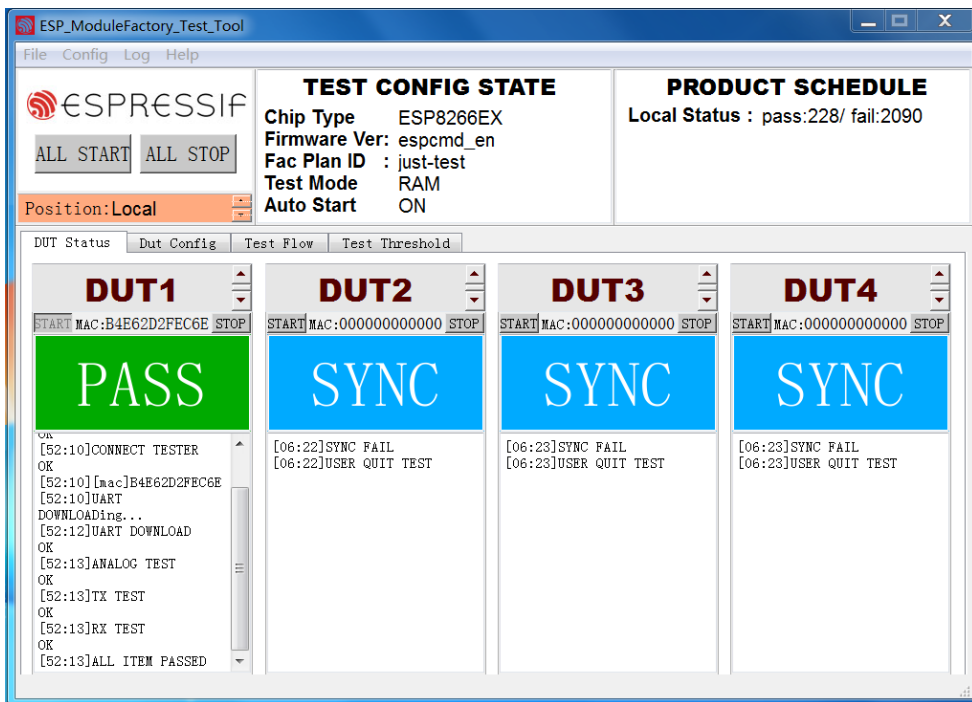 ESP_ModuleFactory_Test_Tool
File Config Log Help
ESPRESSIF
ALL START ALL STOP
Position:Local
TEST CONFIG STATE
Chip Type ESP8266EX
Firmware Ver: espcmd_en
Fac Plan ID : just-test
Test Mode RAM
Auto Start ON
PRODUCT SCHEDULE
Local Status : pass:228/ fail:2090
DUT Status Dut Config Test Flow Test Threshold
DUT1
START MAC:B4E62D2FEC6E STOP
PASS
OK
[52:10]CONNECT TESTER
OK
[52:10][mac]B4E62D2FEC6E
[52:10]UART
DOWNLOADing...
[52:12]UART DOWNLOAD
OK
[52:13]ANALOG TEST
OK
[52:13]TX TEST
OK
[52:13]RX TEST
OK
[52:13]ALL ITEM PASSED
DUT2
START MAC:000000000000 STOP
SYNC
[06:22]SYNC FAIL
[06:22]USER QUIT TEST
DUT3
START MAC:000000000000 STOP
SYNC
[06:23]SYNC FAIL
[06:23]USER QUIT TEST
DUT4
START MAC:000000000000 STOP
SYNC
[06:23]SYNC FAIL
[06:23]USER QUIT TEST